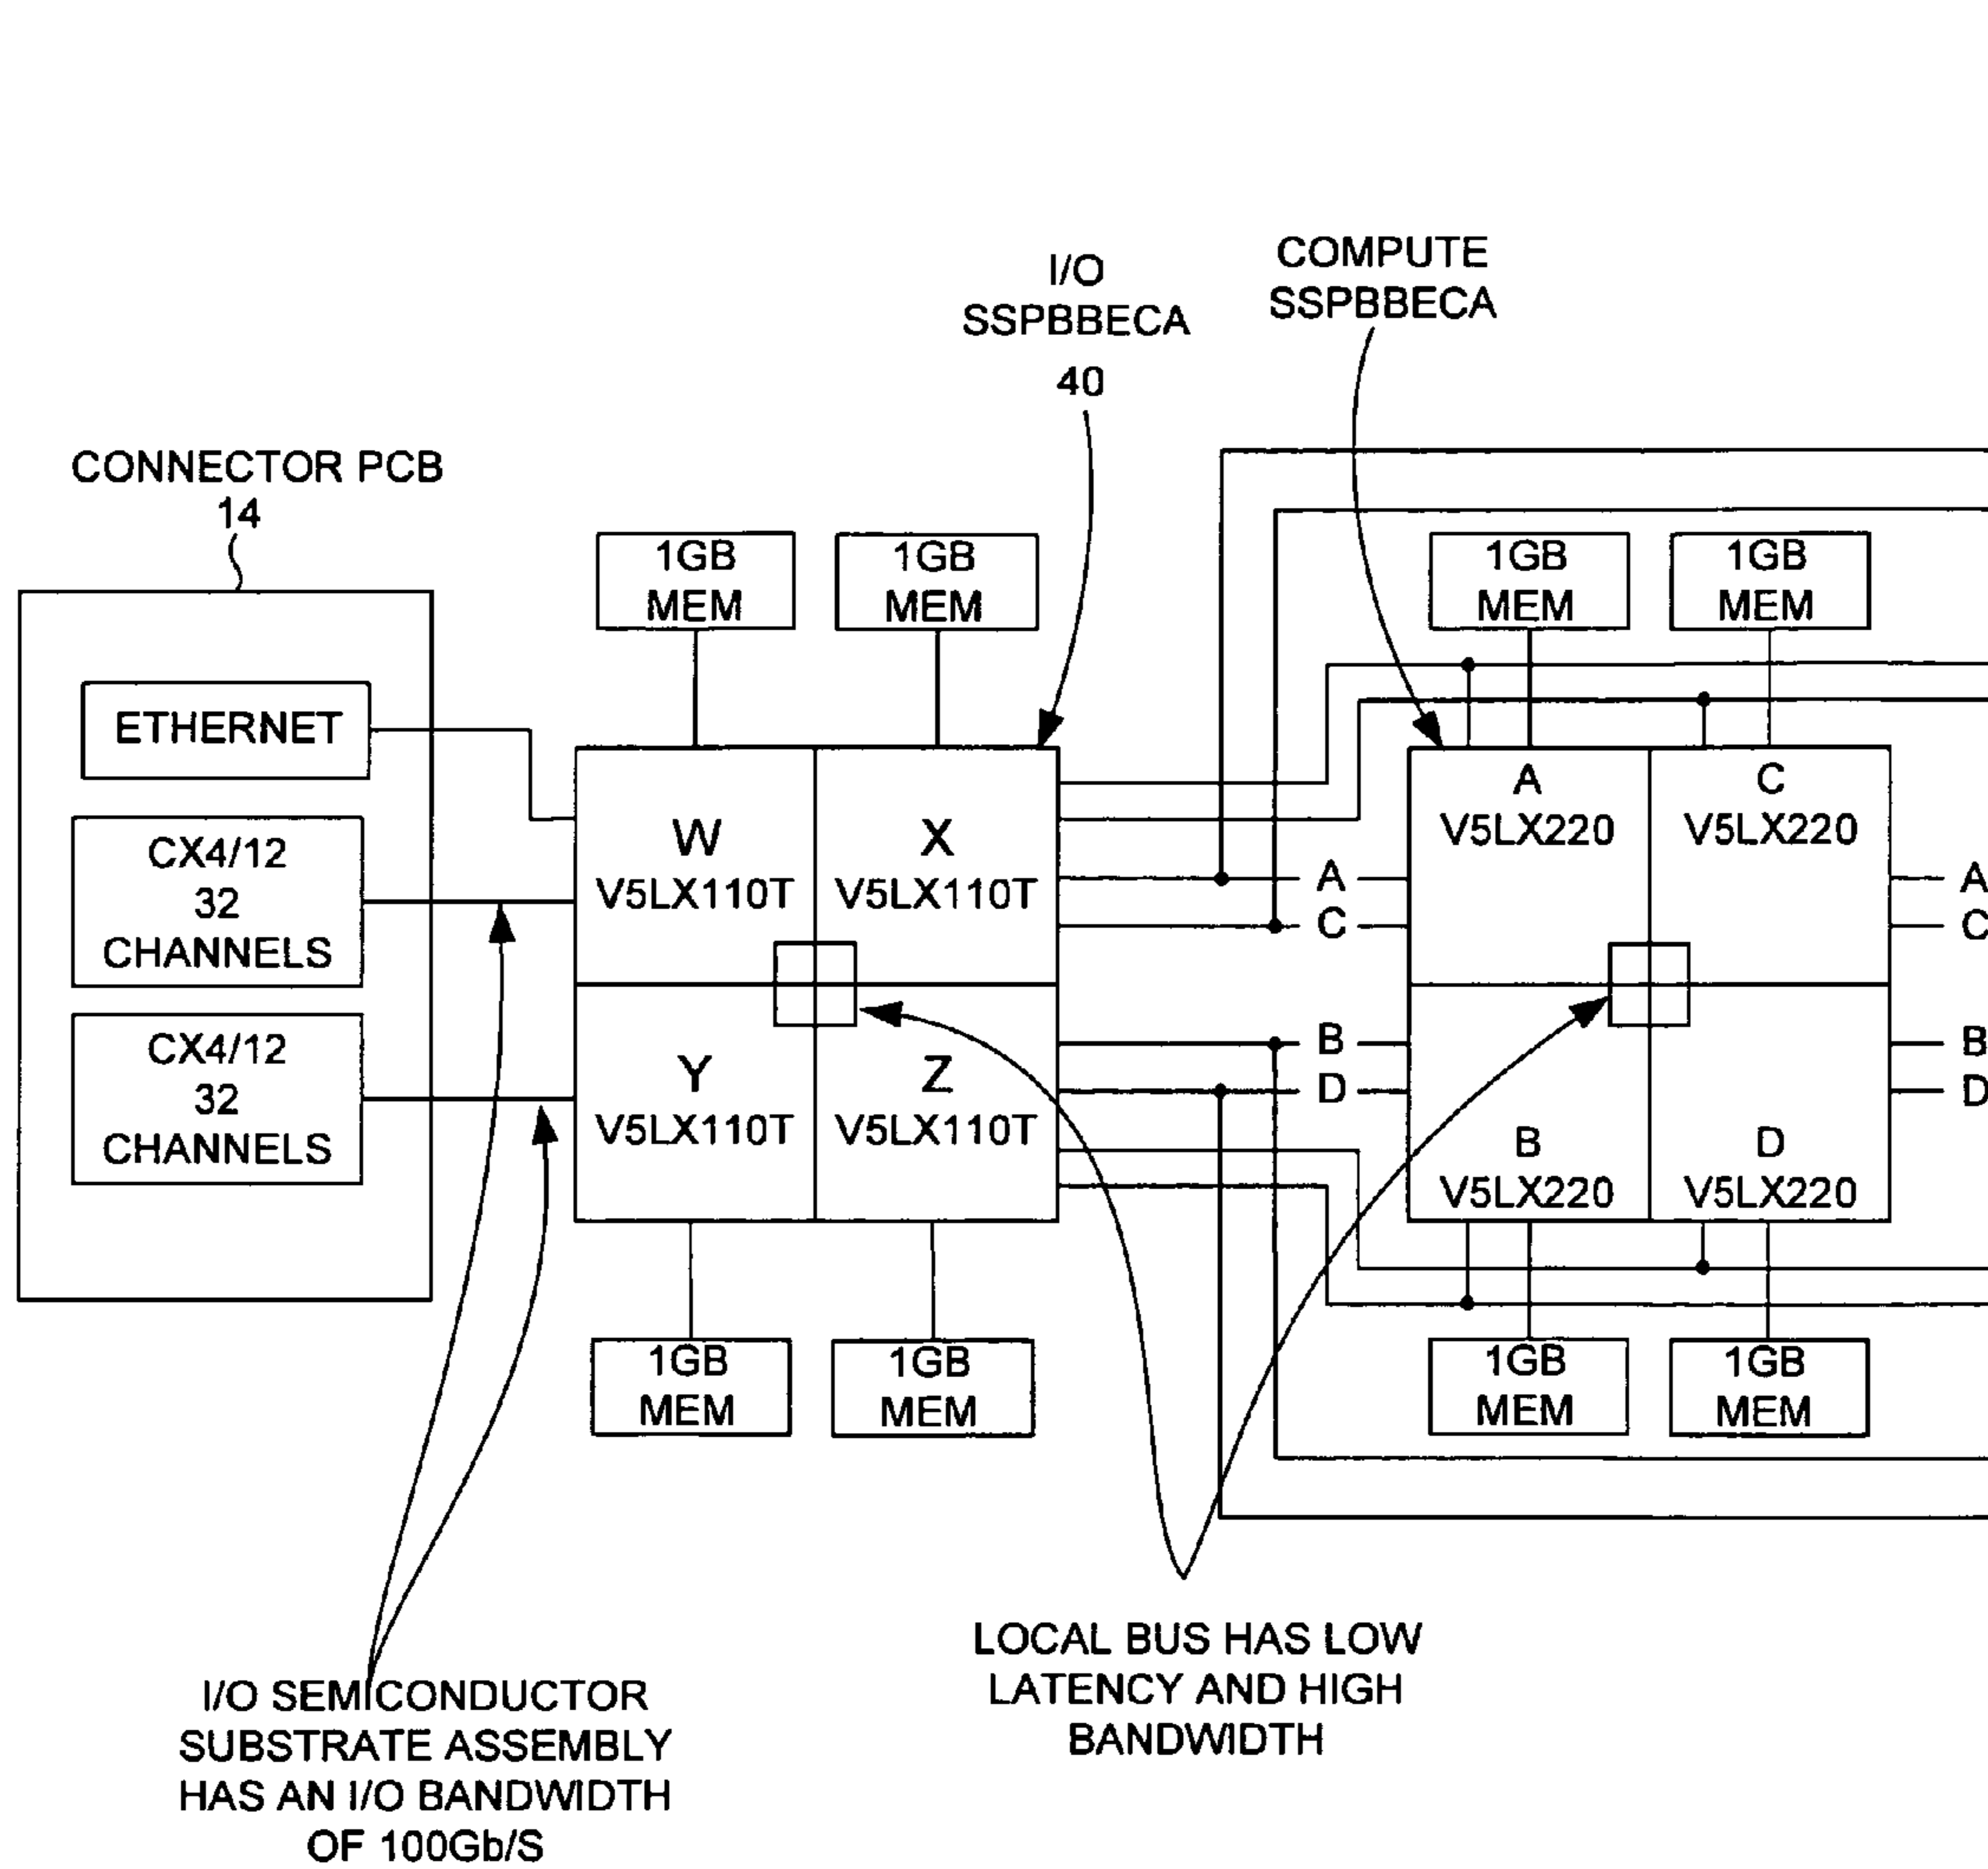 I/O
SSPBBECA
40
COMPUTE
SSPBBECA
CONNECTOR PCB
14
ETHERNET
CX4/12
32
CHANNELS
CX4/12
32
CHANNELS
1GB
MEM
1GB
MEM
W
V5LX110T
X
V5LX110T
Y
V5LX110T
Z
V5LX110T
1GB
MEM
1GB
MEM
A
C
B
D
1GB
MEM
1GB
MEM
A
V5LX220
C
V5LX220
B
V5LX220
D
V5LX220
1GB
MEM
1GB
MEM
A
C
B
D
I/O SEMICONDUCTOR
SUBSTRATE ASSEMBLY
HAS AN I/O BANDWIDTH
OF 100Gb/S
LOCAL BUS HAS LOW
LATENCY AND HIGH
BANDWIDTH